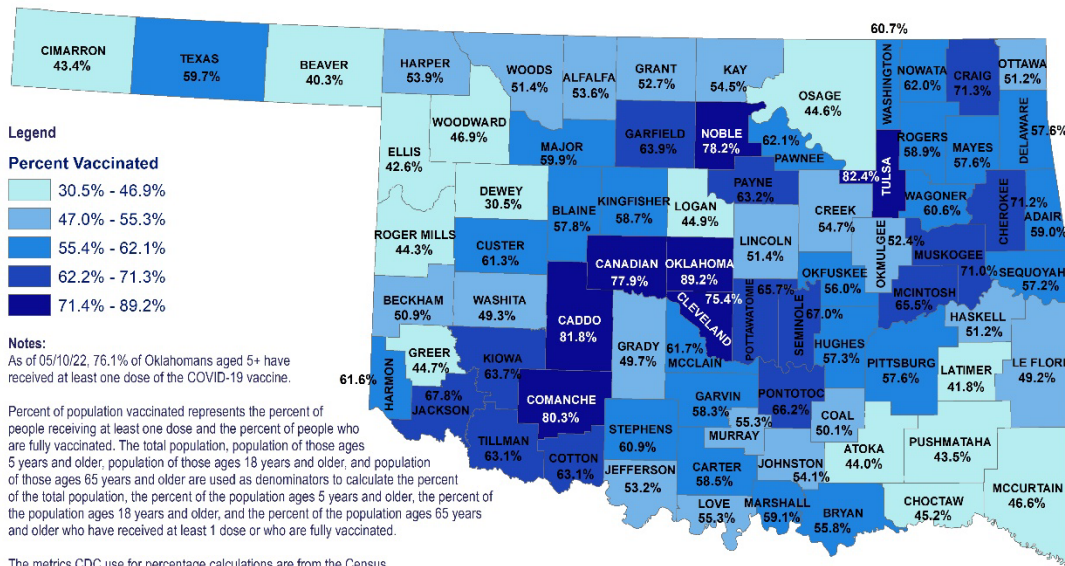 60.7%
CIMARRON
43.4%
TEXAS
59.7%
BEAVER
40.3%
HARPER
53.9%
WOODS
51.4%
ALFALFA
53.6%
GRANT
52.7%
KAY
54.5%
OSAGE
44.6%
WASHINGTON
NOWATA
62.0%
CRAIG
71.3%
OTTAWA
51.2%
WOODWARD
46.9%
ELLIS
42.6%
MAJOR
59.9%
GARFIELD
63.9%
NOBLE
78.2%
62.1%
PAWNEE
ROGERS
58.9%
MAYES
57.6%
DELAWARE
57.6%
DEWEY
30.5%
BLAINE
57.8%
KINGFISHER
58.7%
LOGAN
44.9%
PAYNE
63.2%
82.4%
TULSA
WAGONER
60.6%
CHEROKEE
71.2%
ADAIR
59.0%
ROGER MILLS
44.3%
CUSTER
61.3%
CANADIAN
77.9%
OKLAHOMA
89.2%
LINCOLN
51.4%
CREEK
54.7%
OKMULGEE
52.4%
MUSKOGEE
71.0%
SEQUOYAH
57.2%
BECKHAM
50.9%
WASHITA
49.3%
CADDO
81.8%
GRADY
49.7%
75.4%
CLEVELAND
POTTAWATOMIE
65.7%
SEMINOLE
67.0%
OKFUSKEE
56.0%
MCINTOSH
65.5%
HASKELL
51.2%
LE FLORE
49.2%
GREER
44.7%
HARMON
61.6%
67.8%
JACKSON
KIOWA
63.7%
COMANCHE
80.3%
61.7%
MCCLAIN
HUGHES
57.3%
PITTSBURG
57.6%
LATIMER
41.8%
TILLMAN
63.1%
COTTON
63.1%
STEPHENS
60.9%
GARVIN
58.3%
PONTOTOC
66.2%
55.3%
MURRAY
COAL
50.1%
ATOKA
44.0%
PUSHMATAHA
43.5%
MCCURTAIN
46.6%
JEFFERSON
53.2%
CARTER
58.5%
JOHNSTON
54.1%
LOVE
55.3%
MARSHALL
59.1%
BRYAN
55.8%
CHOCTAW
45.2%
Legend
Percent Vaccinated
30.5% - 46.9%
47.0% - 55.3%
55.4% - 62.1%
62.2% - 71.3%
71.4% - 89.2%
Notes:
As of 05/10/22, 76.1% of Oklahomans aged 5+ have
received at least one dose of the COVID-19 vaccine.
Percent of population vaccinated represents the percent of
people receiving at least one dose and the percent of people who
are fully vaccinated. The total population, population of those ages
5 years and older, population of those ages 18 years and older, and population
of those ages 65 years and older are used as denominators to calculate the percent
of the total population, the percent of the population ages 5 years and older, the percent of
the population ages 18 years and older, and the percent of the population ages 65 years
and older who have received at least 1 dose or who are fully vaccinated.
The metrics CDC use for percentage calculations are from the Census